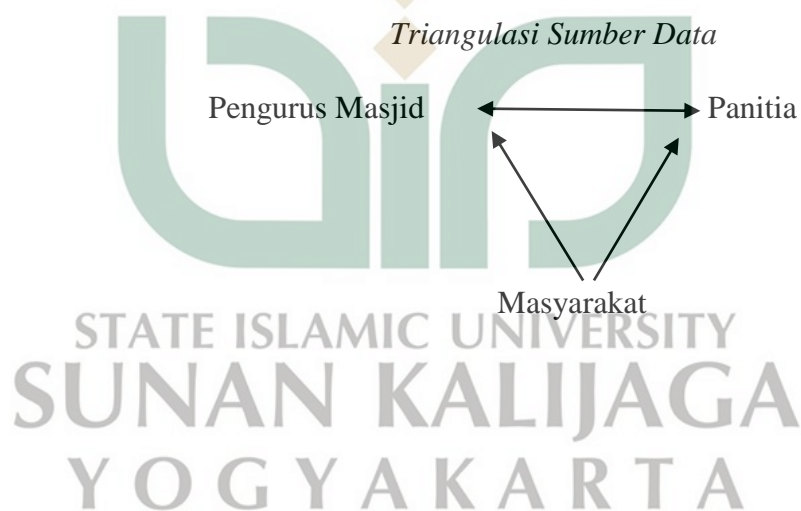 Triangulasi Sumber Data
Pengurus Masjid Panitia
Masyarakat
STATE ISLAMIC UNIVERSITY
SUNAN KALIJAGA
YOGYAKARTA